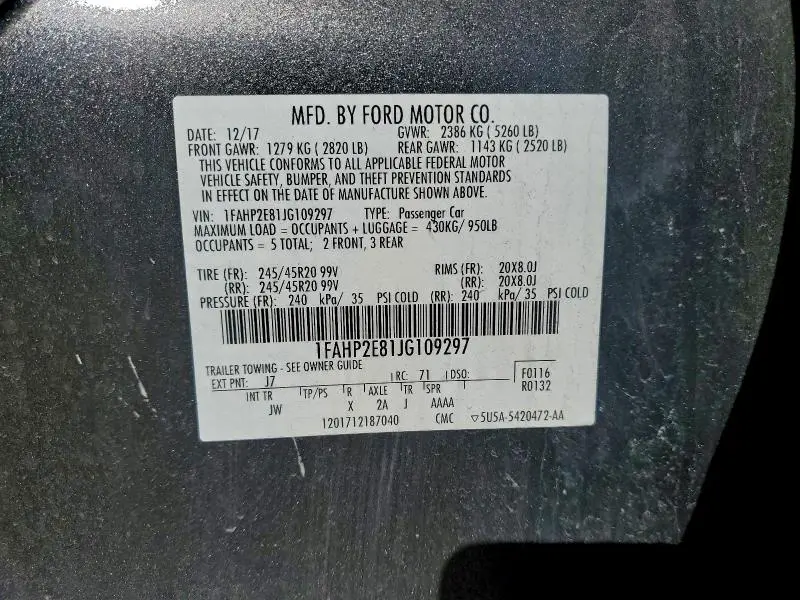 MFD. BY FORD MOTOR CO.
DATE: 12/17 GVWR: 2386 KG ( 5260 LB)
FRONT GAWR: 1279 KG ( 2820 LB) REAR GAWR: 1143 KG ( 2520 LB)
THIS VEHICLE CONFORMS TO ALL APPLICABLE FEDERAL MOTOR
VEHICLE SAFETY, BUMPER, AND THEFT PREVENTION STANDARDS
IN EFFECT ON THE DATE OF MANUFACTURE SHOWN ABOVE.
VIN: 1FAHP2E81JG109297 TYPE: Passenger Car
MAXIMUM LOAD = OCCUPANTS + LUGGAGE = 430KG/ 950LB
OCCUPANTS = 5 TOTAL; 2 FRONT, 3 REAR
TIRE (FR): 245/45R20 99V RIMS (FR): 20X8.0J
(RR): 245/45R20 99V (RR): 20X8.0J
PRESSURE (FR): 240 kPa/ 35 PSI COLD (RR): 240 kPa/ 35 PSI COLD
1FAHP2E81JG109297
TRAILER TOWING - SEE OWNER GUIDE
EXT PNT: J7 RC: 71 DSO: F0116
INT TR TP/PS R AXLE TR SPR R0132
JW X 2A J AAAA
1201712187040 CMC ▽5U5A-5420472-AA